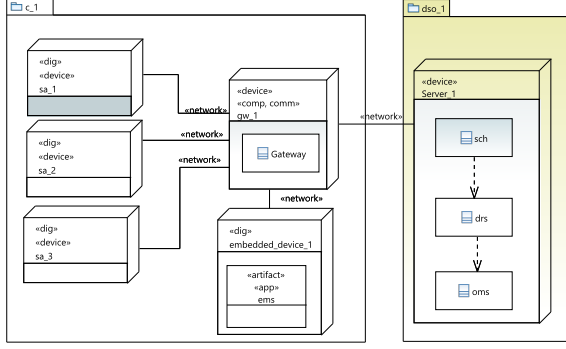 c_1
«dig»
«device»
sa_1
«network»
«dig»
«device»
sa_2
«network»
«dig»
«device»
sa_3
«network»
«device»
«comp, comm»
gw_1
Gateway
«network»
«dig»
embedded_device_1
«artifact»
«app»
ems
«network»
dso_1
«device»
Server_1
sch
drs
oms